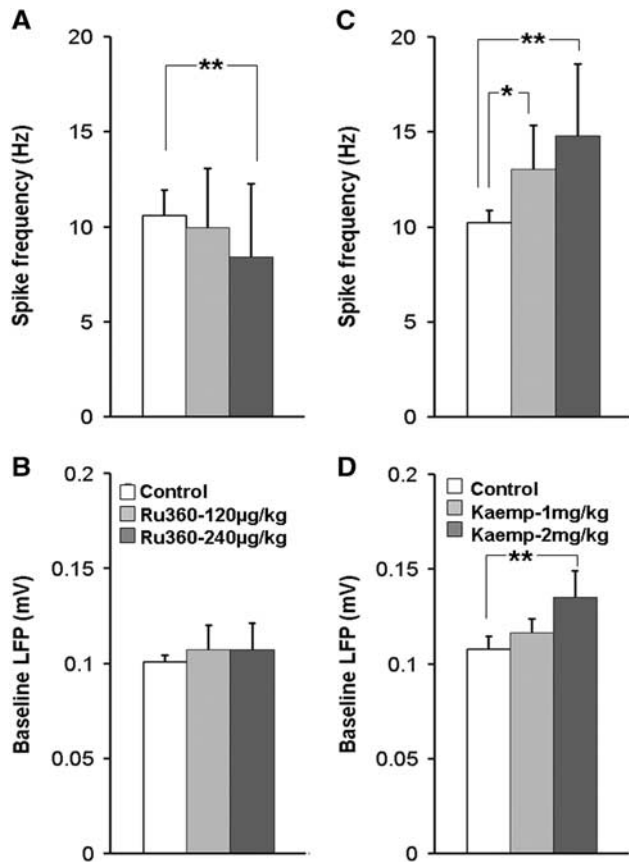 A
Spike frequency (Hz)
20
15
10
5
0
**
C
Spike frequency (Hz)
20
15
10
5
0
**
*
B
Baseline LFP (mV)
0.2
0.15
0.1
0.05
0
Control
Ru360-120µg/kg
Ru360-240µg/kg
D
Baseline LFP (mV)
0.2
0.15
0.1
0.05
0
Control
Kaemp-1mg/kg
Kaemp-2mg/kg
**